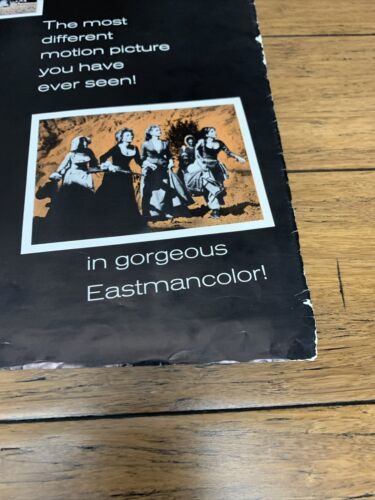 The most
different
motion picture
you have
ever seen!
in gorgeous
Eastmancolor!